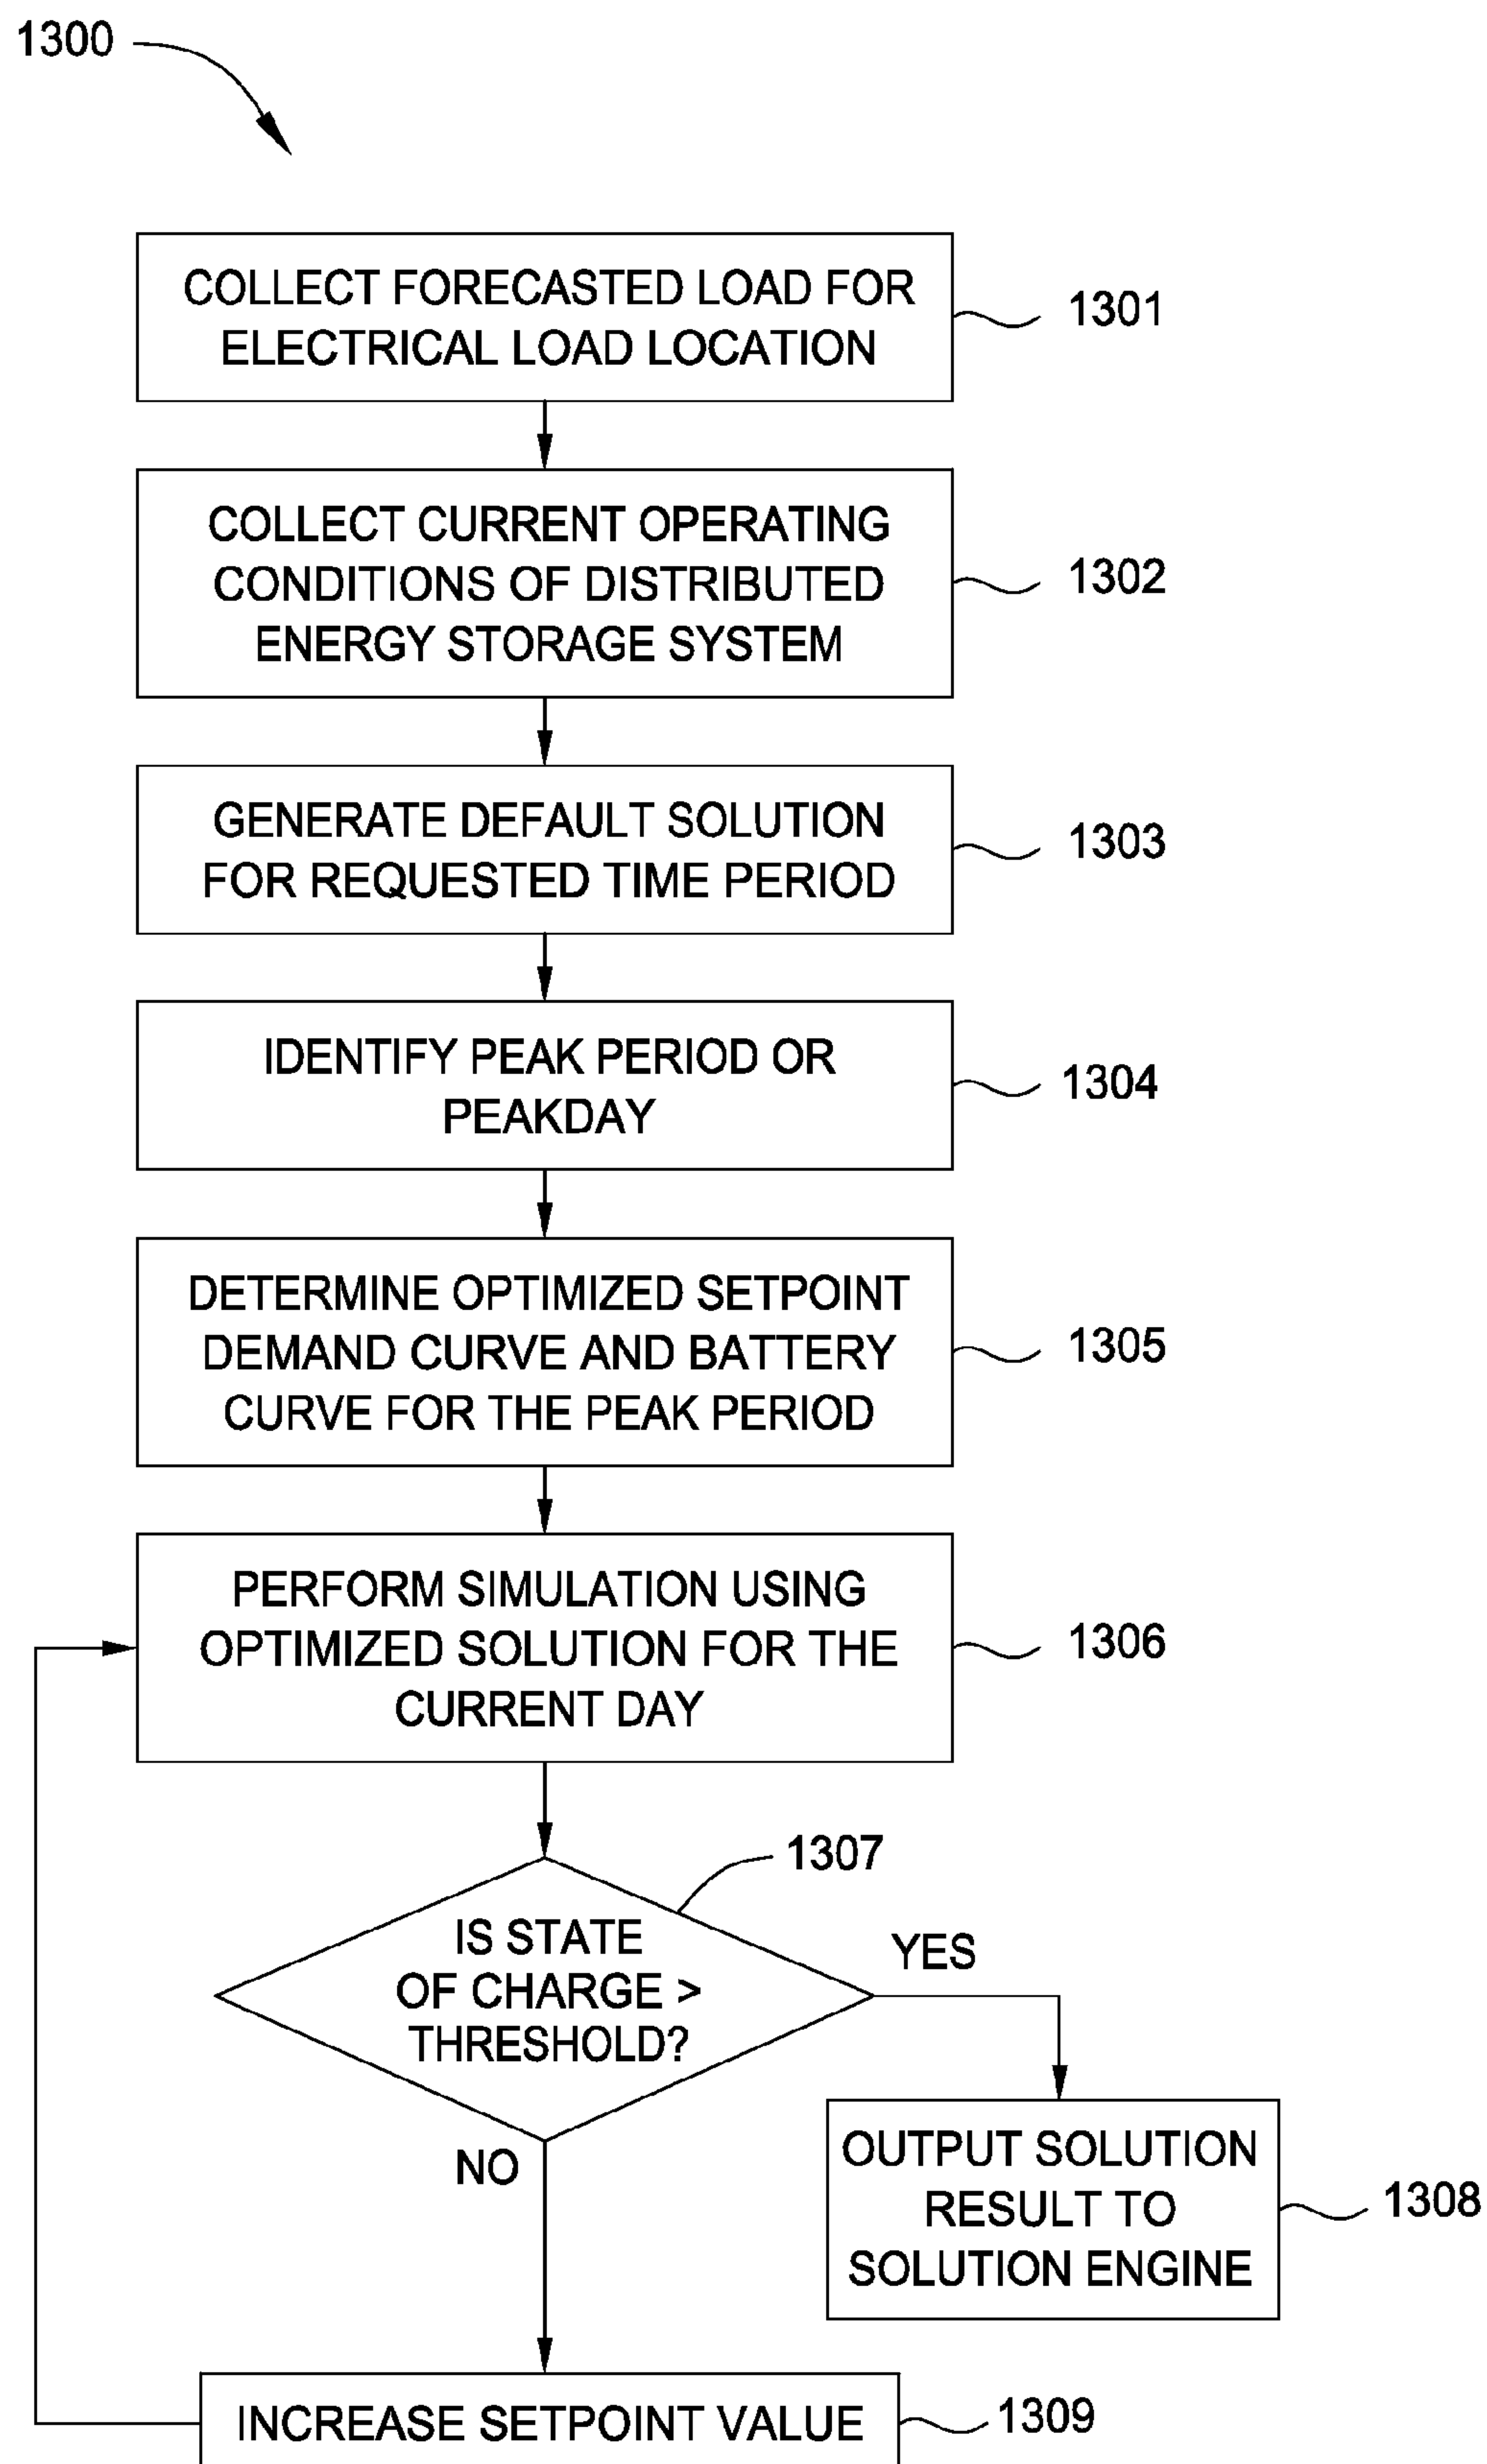 1300
COLLECT FORECASTED LOAD FOR
ELECTRICAL LOAD LOCATION
1301
COLLECT CURRENT OPERATING
CONDITIONS OF DISTRIBUTED
ENERGY STORAGE SYSTEM
1302
GENERATE DEFAULT SOLUTION
FOR REQUESTED TIME PERIOD
1303
IDENTIFY PEAK PERIOD OR
PEAKDAY
1304
DETERMINE OPTIMIZED SETPOINT
DEMAND CURVE AND BATTERY
CURVE FOR THE PEAK PERIOD
1305
PERFORM SIMULATION USING
OPTIMIZED SOLUTION FOR THE
CURRENT DAY
1306
IS STATE
OF CHARGE >
THRESHOLD?
1307
YES
NO
OUTPUT SOLUTION
RESULT TO
SOLUTION ENGINE
1308
INCREASE SETPOINT VALUE
1309